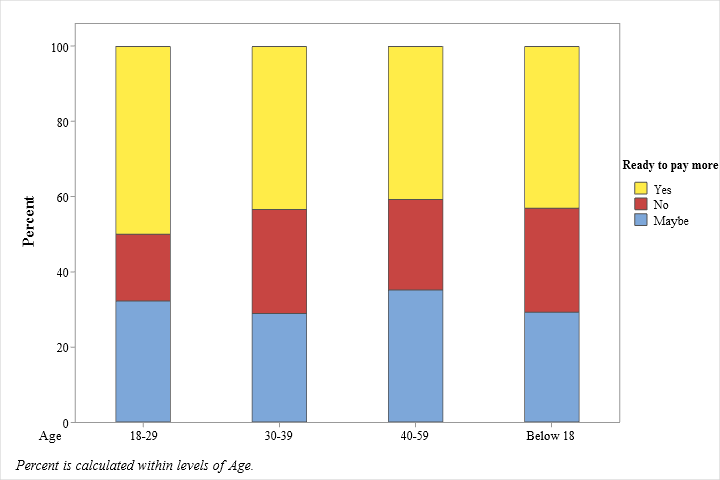 100
80
60
40
20
0
Percent
Age
18-29
30-39
40-59
Below 18
Ready to pay more
Yes
No
Maybe
Percent is calculated within levels of Age.